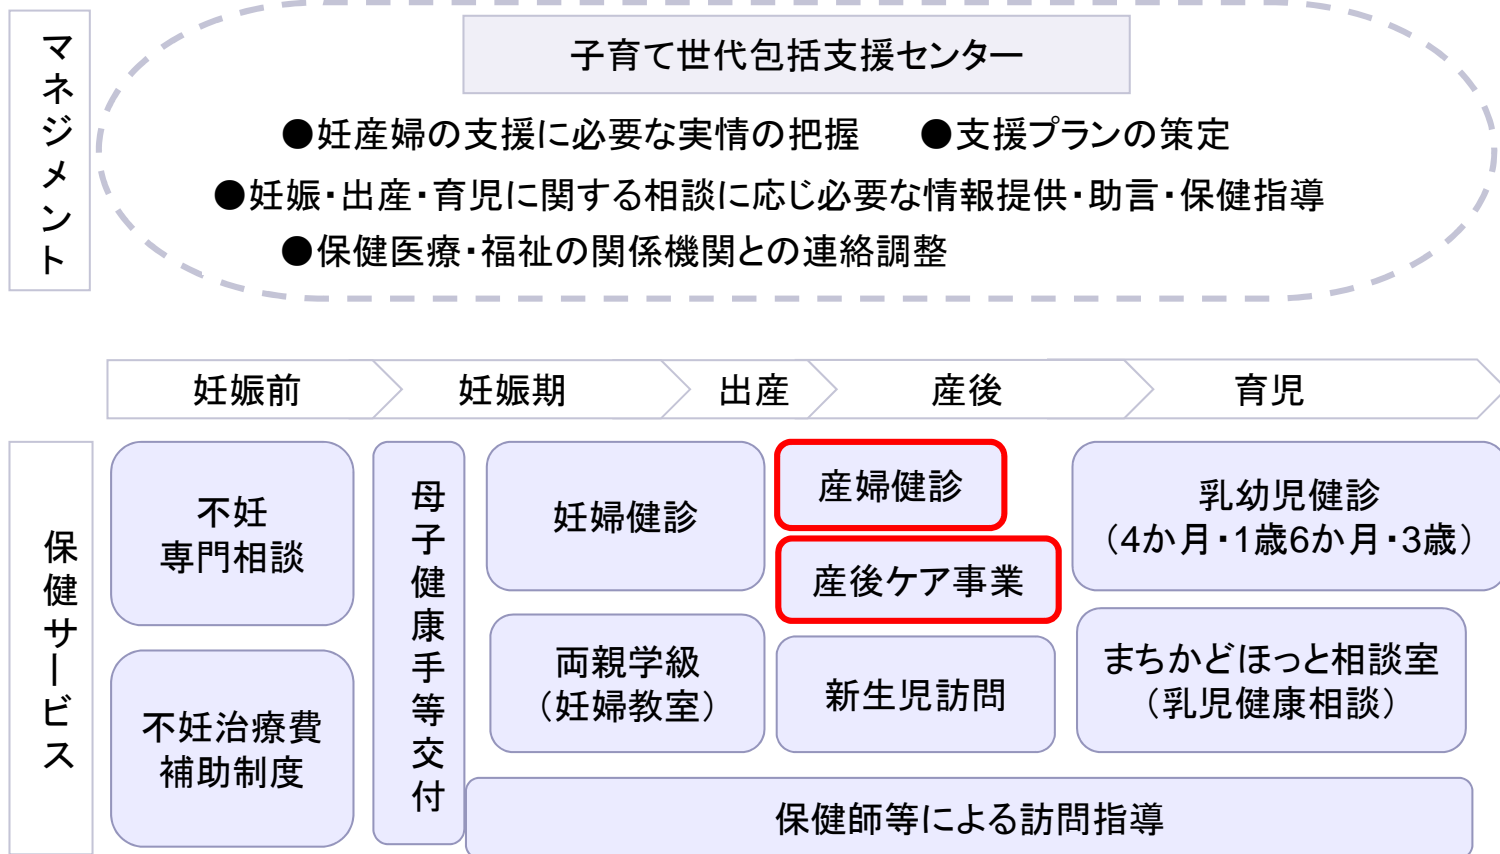 マネジメント
子育て世代包括支援センター
●妊産婦の支援に必要な実情の把握　●支援プランの策定
●妊娠・出産・育児に関する相談に応じ必要な情報提供・助言・保健指導
●保健医療・福祉の関係機関との連絡調整
妊娠前
妊娠期
出産
産後
育児
保健サービス
不妊
専門相談
不妊治療費
補助制度
母子健康手等交付
妊婦健診
両親学級
（妊婦教室）
産婦健診
産後ケア事業
新生児訪問
乳幼児健診
（4か月・1歳6か月・3歳）
まちかどほっと相談室
（乳児健康相談）
保健師等による訪問指導